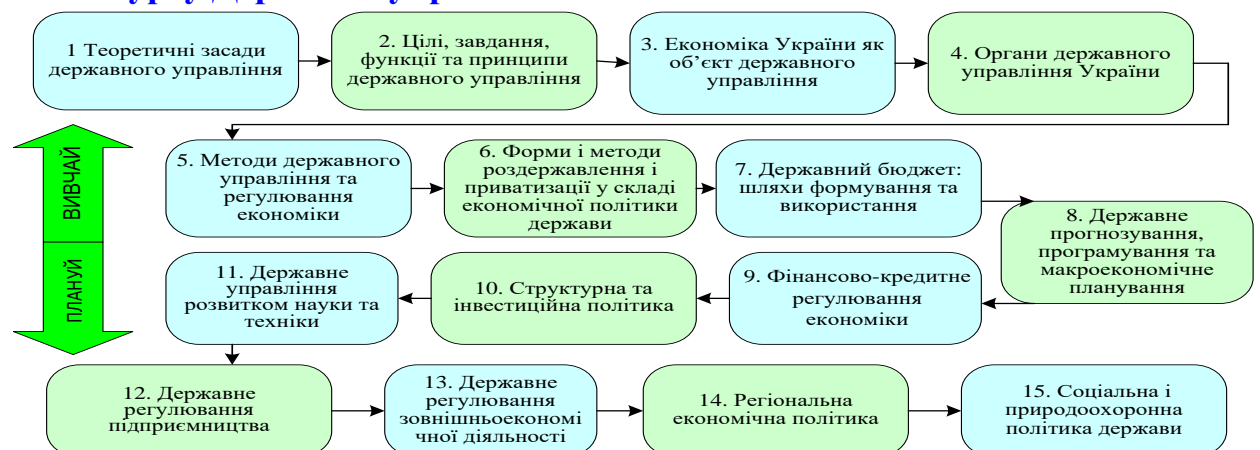 1 Теоретичні засади
державного управління
2. Цілі, завдання,
функції та принципи
державного управління
3. Економіка України як
об’єкт державного
управління
4. Органи державного
управління України
ВИВЧАЙ
ПЛАНУЙ
5. Методи державного
управління та
регулювання
економіки
6. Форми і методи
роздержавлення і
приватизації у складі
економічної політики
держави
7. Державний бюджет:
шляхи формування та
використання
8. Державне
прогнозування,
програмування та
макроекономічне
планування
9. Фінансово-кредитне
регулювання
економіки
10. Структурна та
інвестиційна політика
11. Державне
управління
розвитком науки та
техніки
12. Державне
регулювання
підприємництва
13. Державне
регулювання
зовнішньоекономі
чної діяльності
14. Регіональна
економічна політика
15. Соціальна і
природоохоронна
політика держави